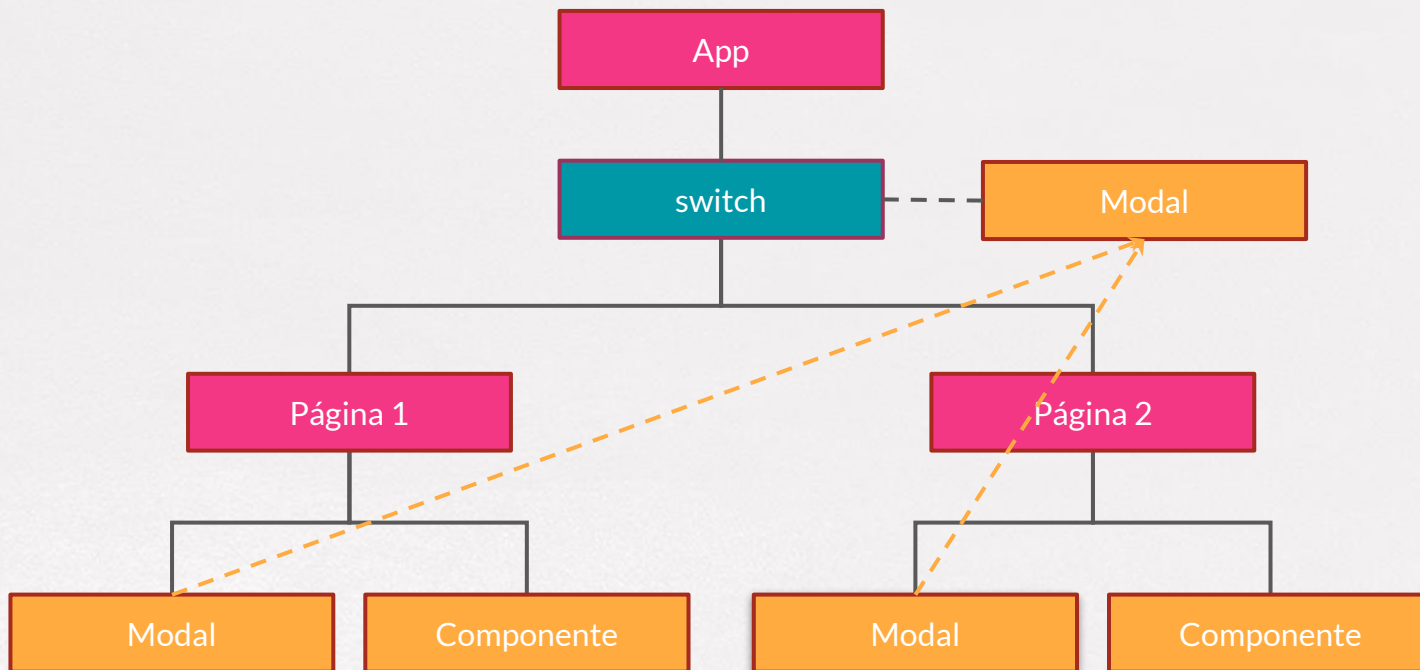 App
switch
Modal
Página 1
Página 2
Modal
Componente
Modal
Componente